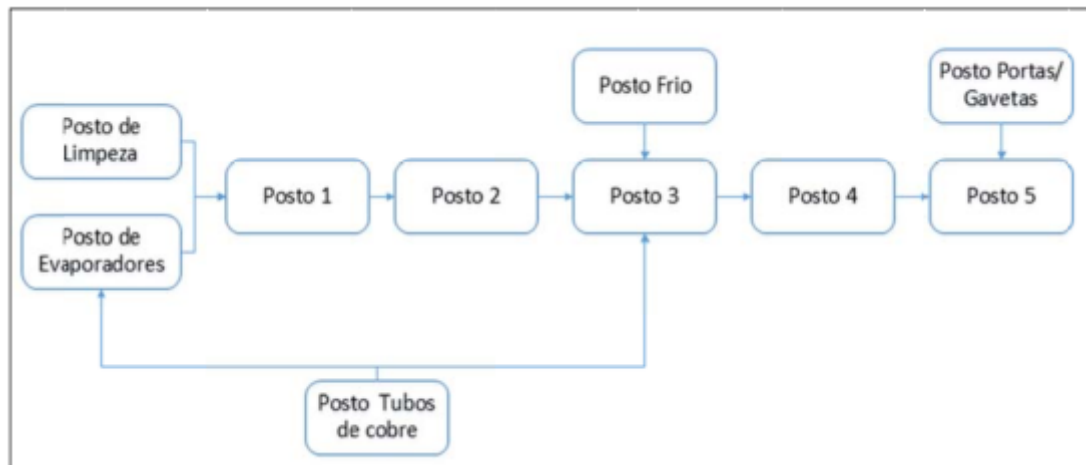 Posto Frio
Posto Portas/
Gavetas
Posto de
Limpeza
Posto 1
Posto 2
Posto 3
Posto 4
Posto 5
Posto de
Evaporadores
Posto Tubos
de cobre